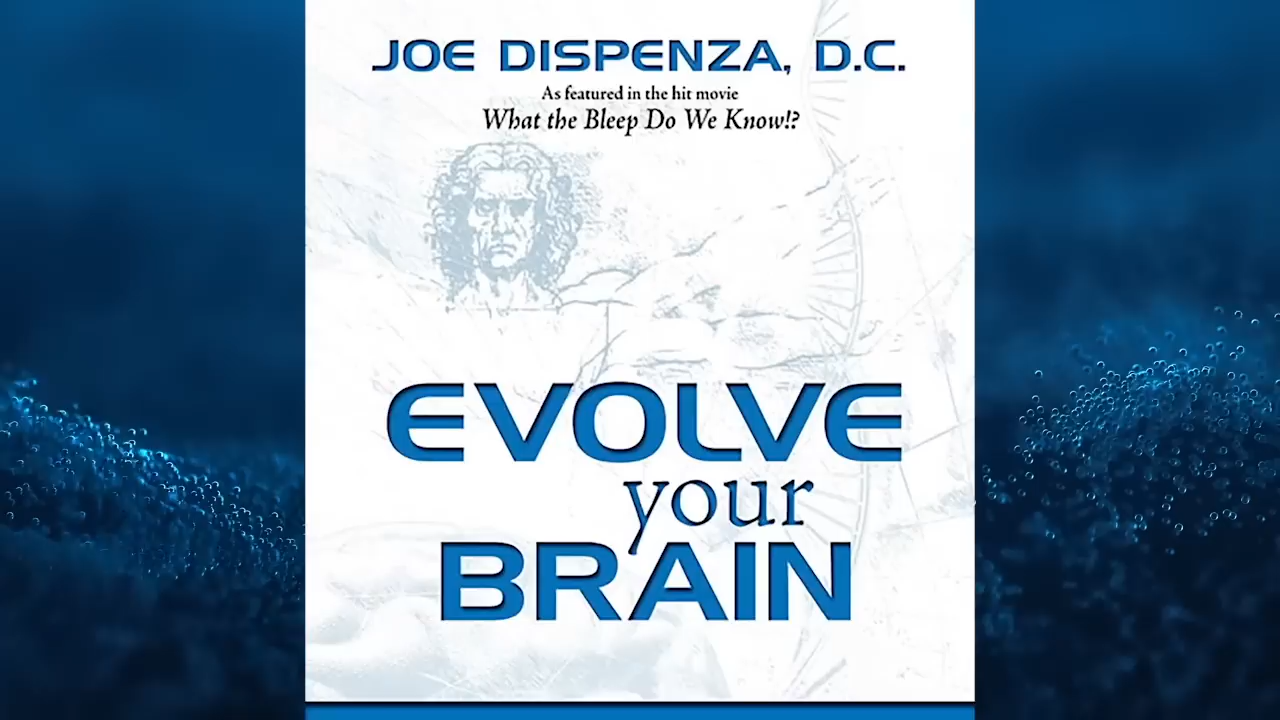 JOE DISPENZA, D.C.
As featured in the hit movie
What the Bleep Do We Know!?
EVOLVE
your
BRAIN